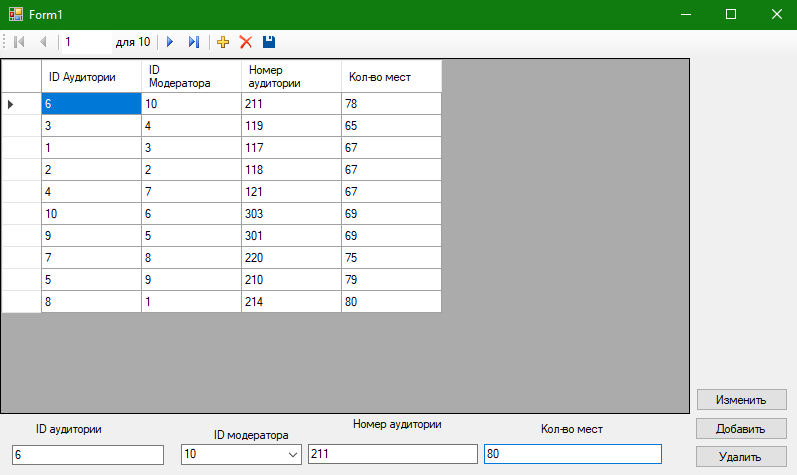 Form1
1 для 10
ID Аудитории ID Модератора Номер аудитории Кол-во мест
6 10 211 78
3 4 119 65
1 3 117 67
2 2 118 67
4 7 121 67
10 6 303 69
9 5 301 69
7 8 220 75
5 9 210 79
8 1 214 80
Изменить
Добавить
Удалить
ID аудитории ID модератора Номер аудитории Кол-во мест
6 10 211 80